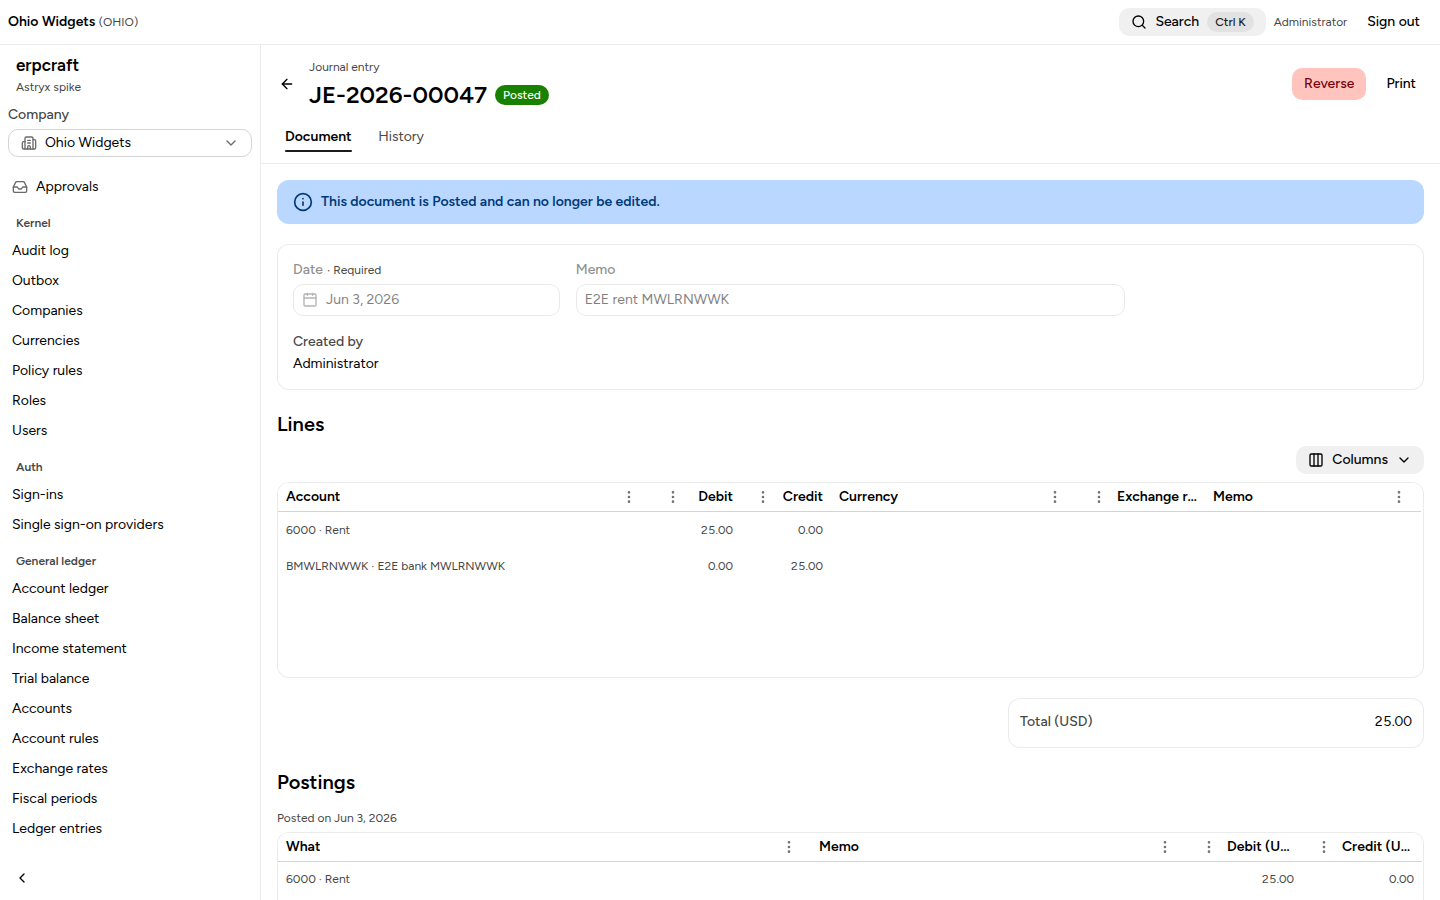 Ohio Widgets (OHIO)
Search Ctrl K
Administrator
Sign out
erpcraft
Astryx spike
Company
Ohio Widgets
Approvals
Kernel
Audit log
Outbox
Companies
Currencies
Policy rules
Roles
Users
Auth
Sign-ins
Single sign-on providers
General ledger
Account ledger
Balance sheet
Income statement
Trial balance
Accounts
Account rules
Exchange rates
Fiscal periods
Ledger entries
Journal entry
JE-2026-00047 Posted
Reverse
Print
Document History
This document is Posted and can no longer be edited.
Date · Required Memo
Jun 3, 2026 E2E rent MWLRNWWK
Created by
Administrator
Lines
Columns
Account Debit Credit Currency Exchange r... Memo
6000 · Rent 25.00 0.00
BMWLRNWWK · E2E bank MWLRNWWK 0.00 25.00
Total (USD) 25.00
Postings
Posted on Jun 3, 2026
What Memo Debit (U... Credit (U...
6000 · Rent 25.00 0.00